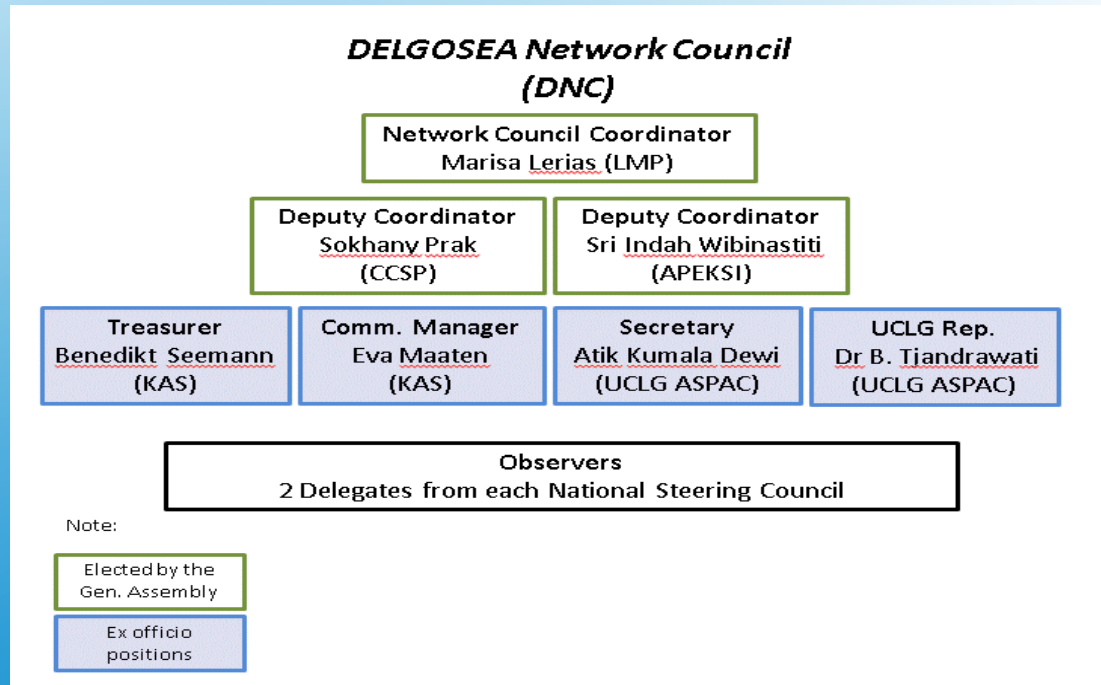 DELGOSEA Network Council
(DNC)
Network Council Coordinator
Marisa Lerias (LMP)
Deputy Coordinator
Sokhany Prak
(CCSP)
Deputy Coordinator
Sri Indah Wibinastiti
(APEKSI)
Treasurer
Benedikt Seemann
(KAS)
Comm. Manager
Eva Maaten
(KAS)
Secretary
Atik Kumala Dewi
(UCLG ASPAC)
UCLG Rep.
Dr B. Tjandrawati
(UCLG ASPAC)
Observers
2 Delegates from each National Steering Council
Note:
Elected by the
Gen. Assembly
Ex officio
positions